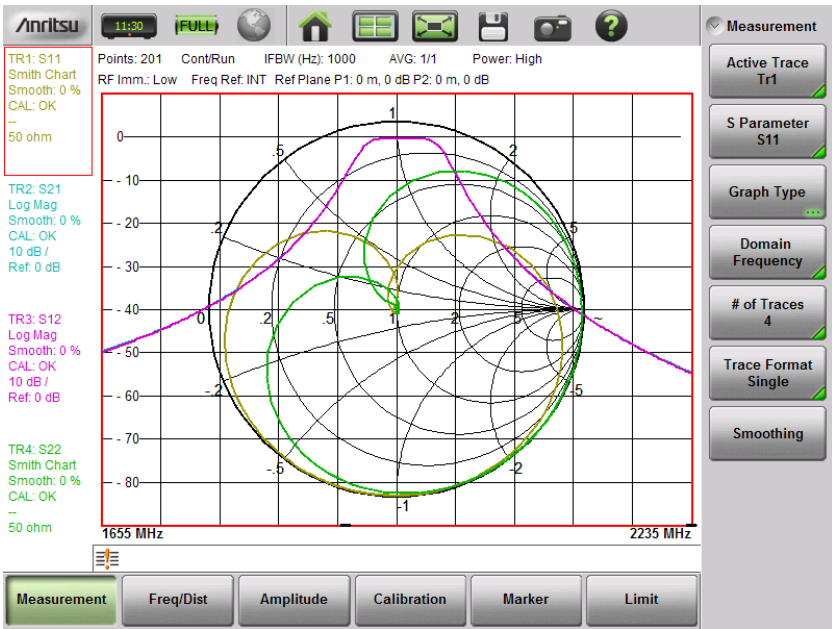 Anritsu
11:30
FULL
?
Measurement
TR1: S11
Smith Chart
Smooth: 0 %
CAL: OK
--
50 ohm
TR2: S21
Log Mag
Smooth: 0 %
CAL: OK
10 dB /
Ref: 0 dB
TR3: S12
Log Mag
Smooth: 0 %
CAL: OK
10 dB /
Ref: 0 dB
TR4: S22
Smith Chart
Smooth: 0 %
CAL: OK
--
50 ohm
Points: 201 Cont/Run IFBW (Hz): 1000 AVG: 1/1 Power: High
RF Imm.: Low Freq Ref: INT Ref Plane P1: 0 m, 0 dB P2: 0 m, 0 dB
1
0
.5 2
- 10
- 20
.2 5
- 30
- 40
0 .2 .5 1 2 5 ~
- 50
- 60
-.2 -5
- 70
-.5 -2
- 80
-1
1655 MHz 2235 MHz
Active Trace
Tr1
S Parameter
S11
Graph Type
Domain
Frequency
# of Traces
4
Trace Format
Single
Smoothing
Measurement Freq/Dist Amplitude Calibration Marker Limit